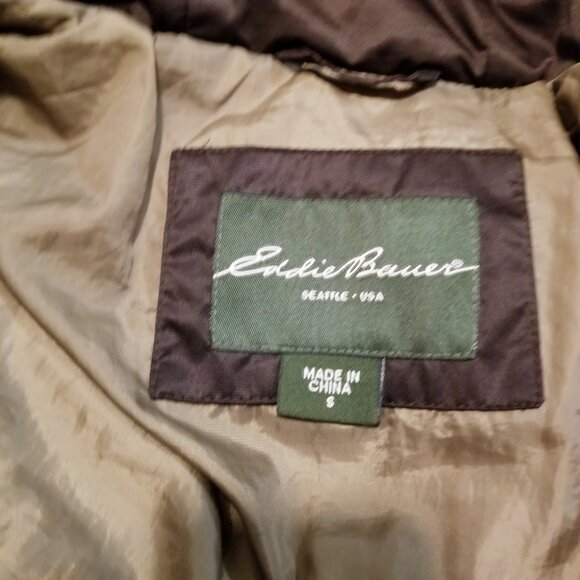 Eddie Bauer®
SEATTLE • USA
MADE IN
CHINA
S